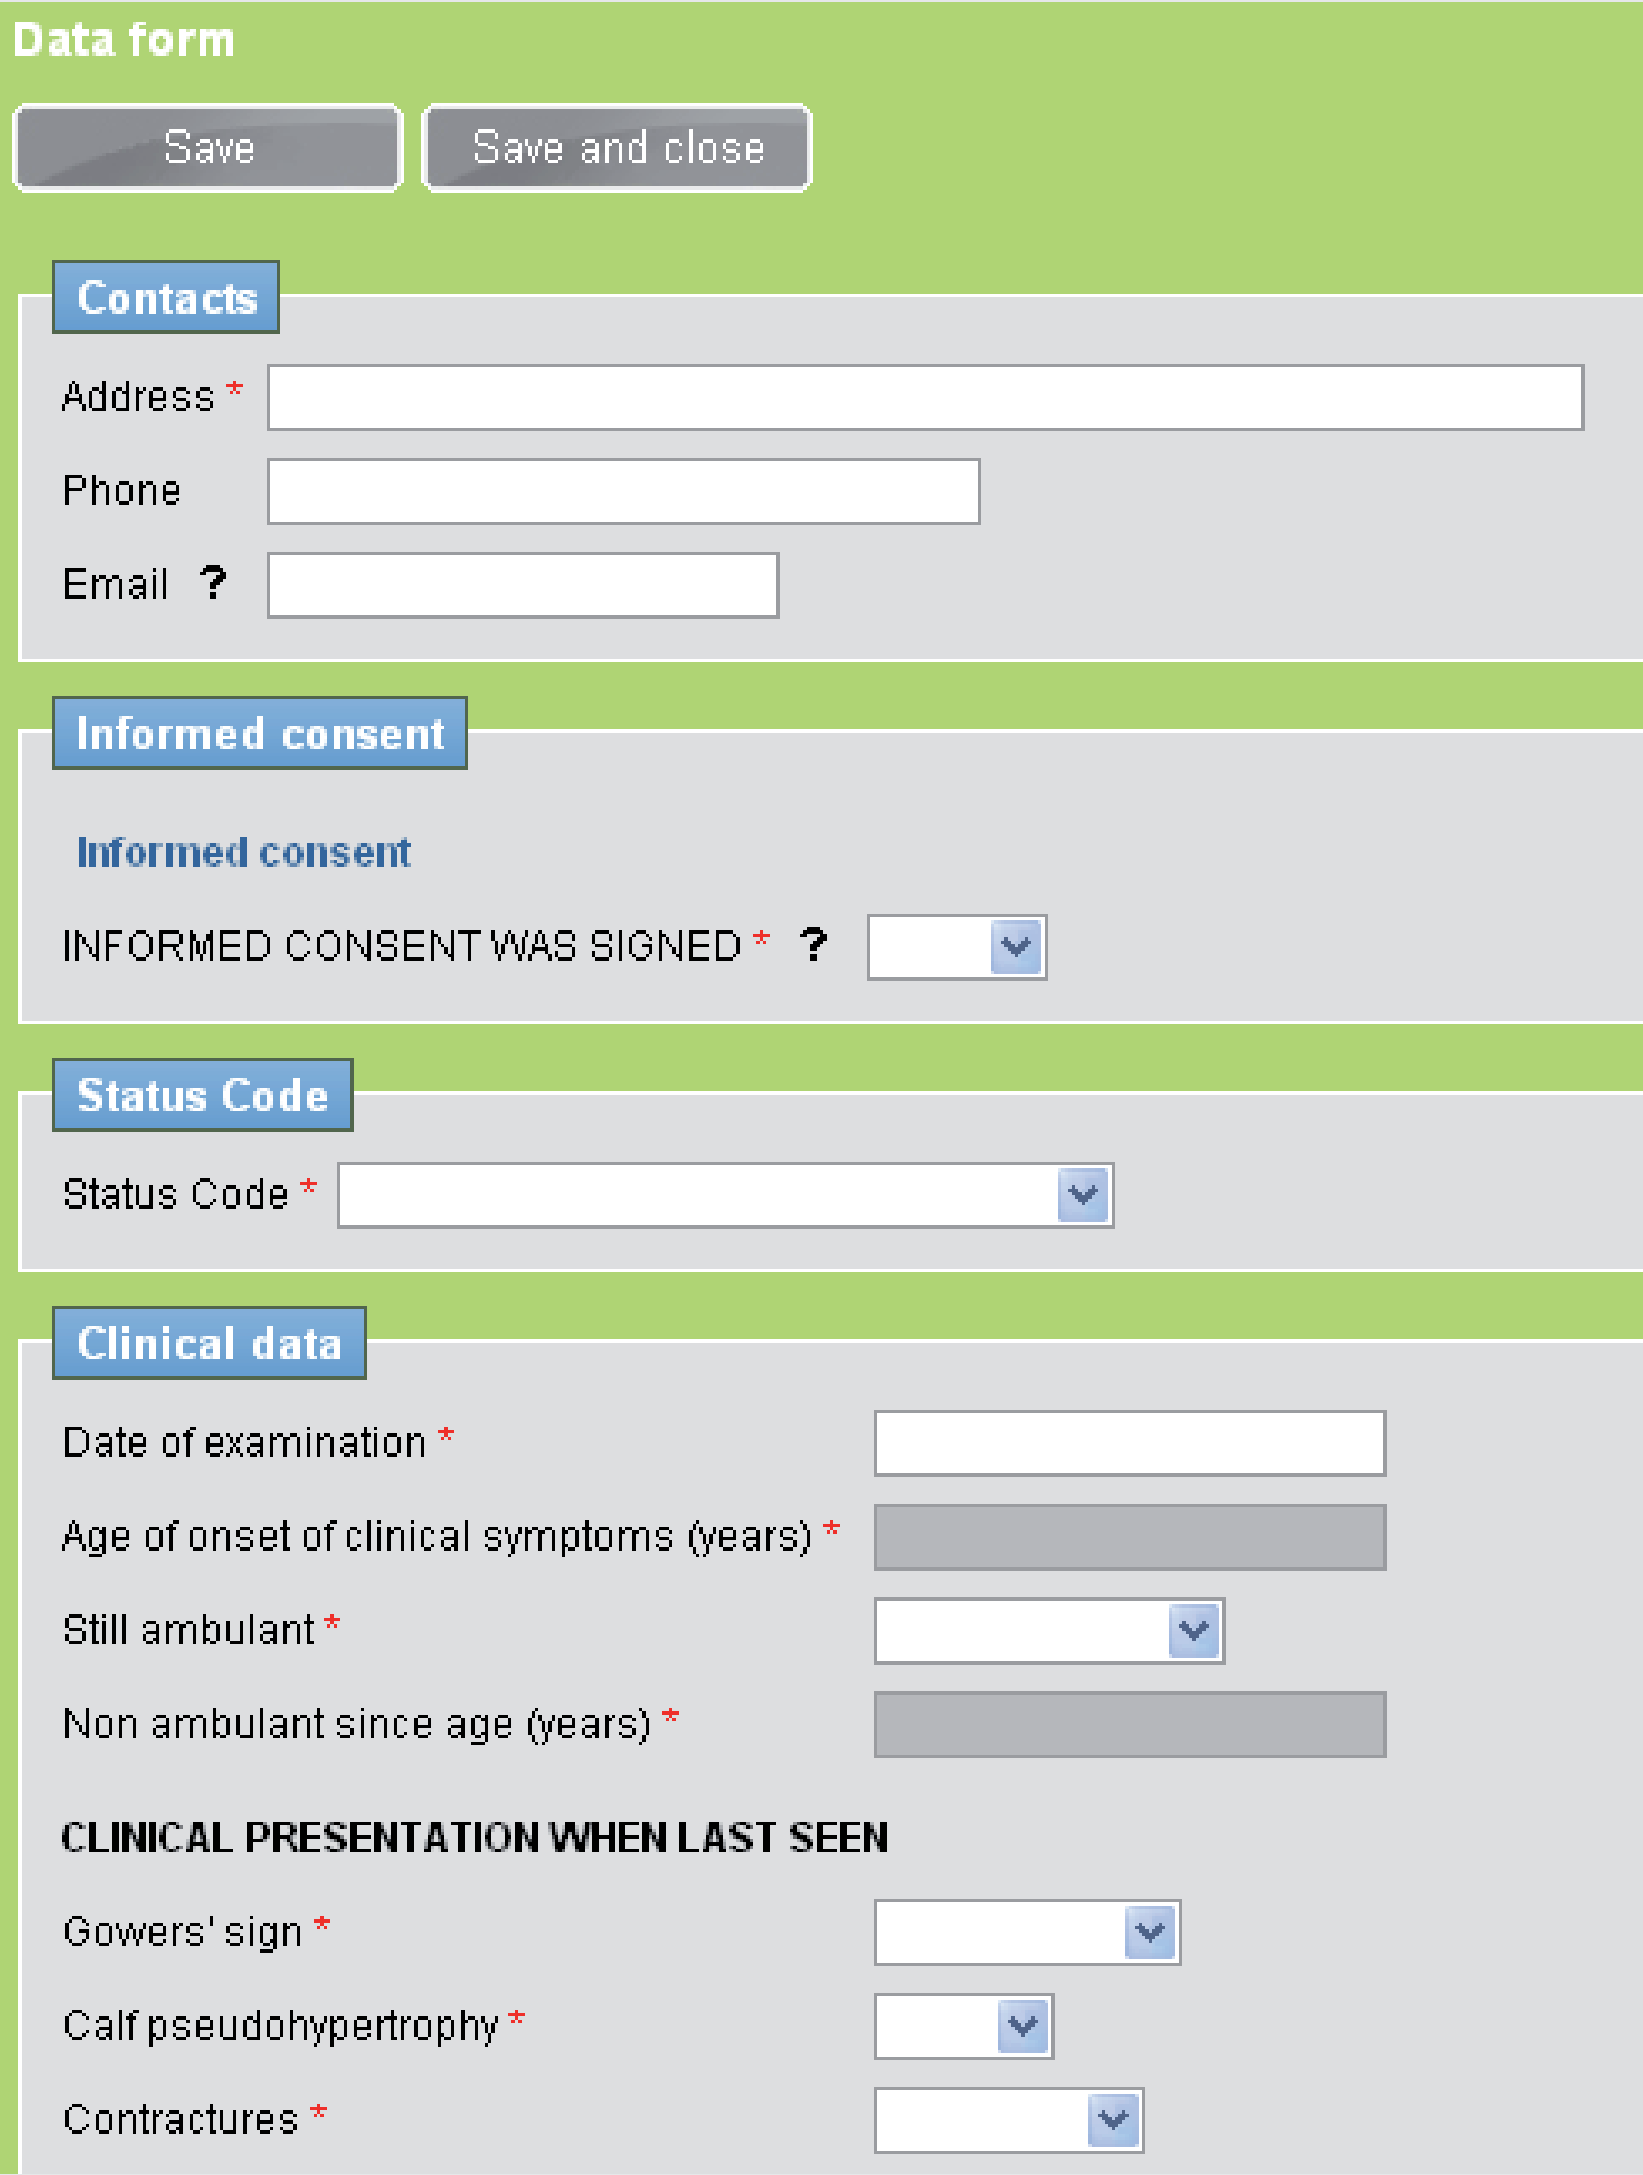 Data form
Save Save and close
Contacts
Address *
Phone
Email ?
Informed consent
Informed consent
INFORMED CONSENT WAS SIGNED * ?
Status Code
Status Code *
Clinical data
Date of examination *
Age of onset of clinical symptoms (years) *
Still ambulant *
Non ambulant since age (years) *
CLINICAL PRESENTATION WHEN LAST SEEN
Gowers' sign *
Calf pseudohypertrophy *
Contractures *